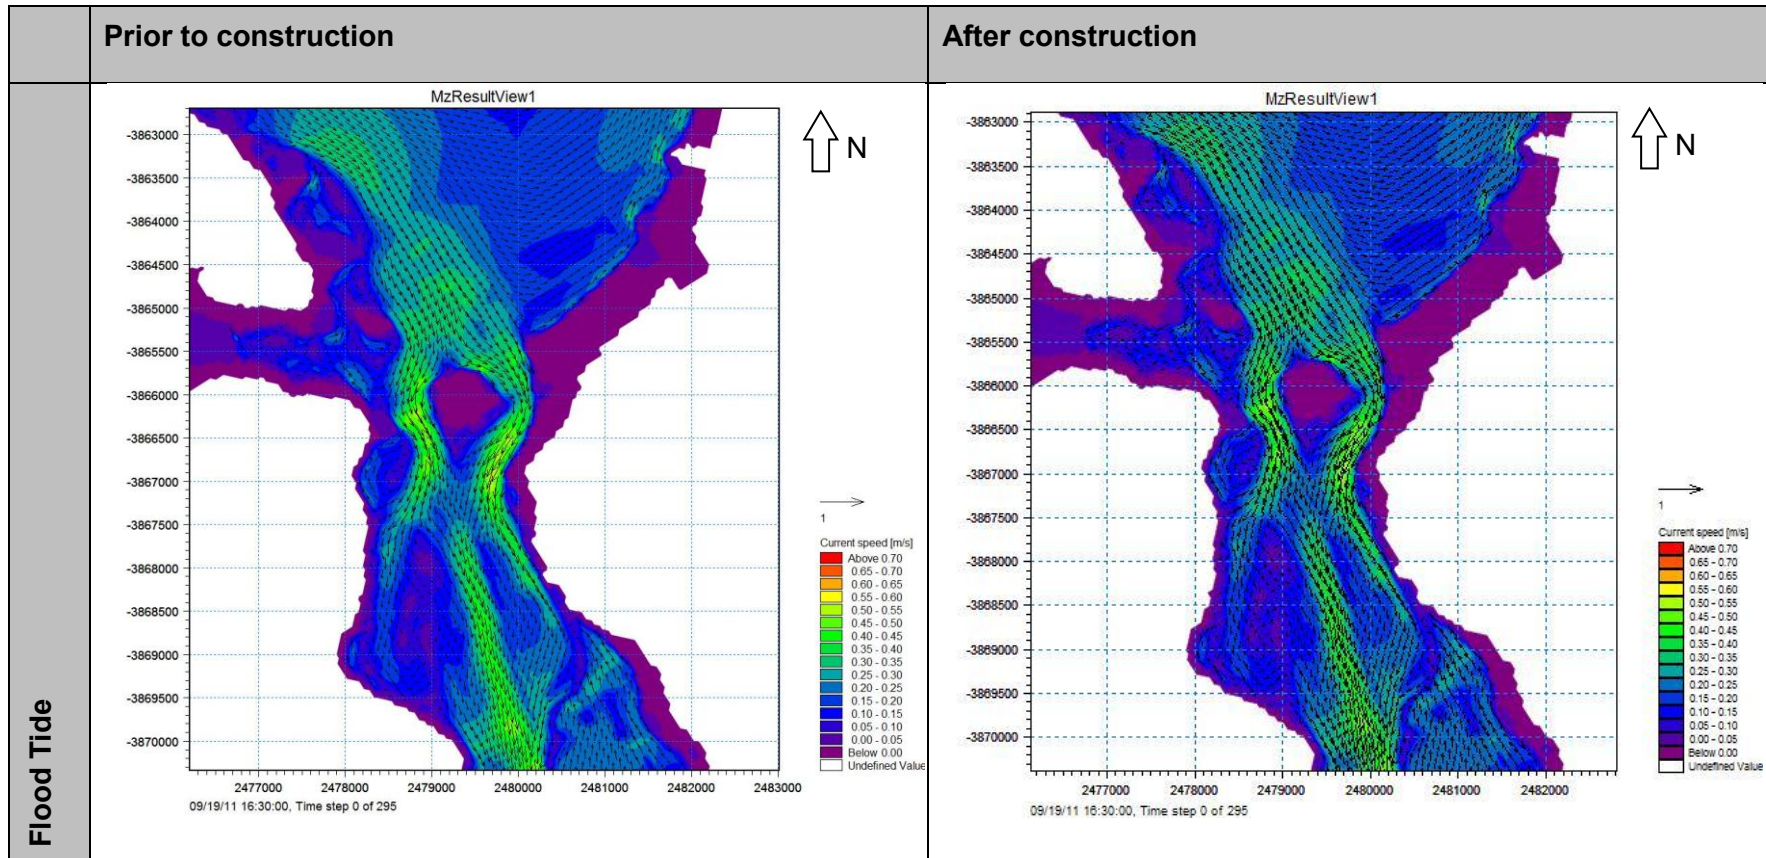 Prior to construction
After construction
Flood Tide
MzResultView1
N
-3863000
-3863500
-3864000
-3864500
-3865000
-3865500
-3866000
-3866500
-3867000
-3867500
-3868000
-3868500
-3869000
-3869500
-3870000
2477000 2478000 2479000 2480000 2481000 2482000 2483000
09/19/11 16:30:00, Time step 0 of 295
1
Current speed [m/s]
Above 0.70
0.65 - 0.70
0.60 - 0.65
0.55 - 0.60
0.50 - 0.55
0.45 - 0.50
0.40 - 0.45
0.35 - 0.40
0.30 - 0.35
0.25 - 0.30
0.20 - 0.25
0.15 - 0.20
0.10 - 0.15
0.05 - 0.10
0.00 - 0.05
Below 0.00
Undefined Value
MzResultView1
N
-3863000
-3863500
-3864000
-3864500
-3865000
-3865500
-3866000
-3866500
-3867000
-3867500
-3868000
-3868500
-3869000
-3869500
-3870000
2477000 2478000 2479000 2480000 2481000 2482000
09/19/11 16:30:00, Time step 0 of 295
1
Current speed [m/s]
Above 0.70
0.65 - 0.70
0.60 - 0.65
0.55 - 0.60
0.50 - 0.55
0.45 - 0.50
0.40 - 0.45
0.35 - 0.40
0.30 - 0.35
0.25 - 0.30
0.20 - 0.25
0.15 - 0.20
0.10 - 0.15
0.05 - 0.10
0.00 - 0.05
Below 0.00
Undefined Value